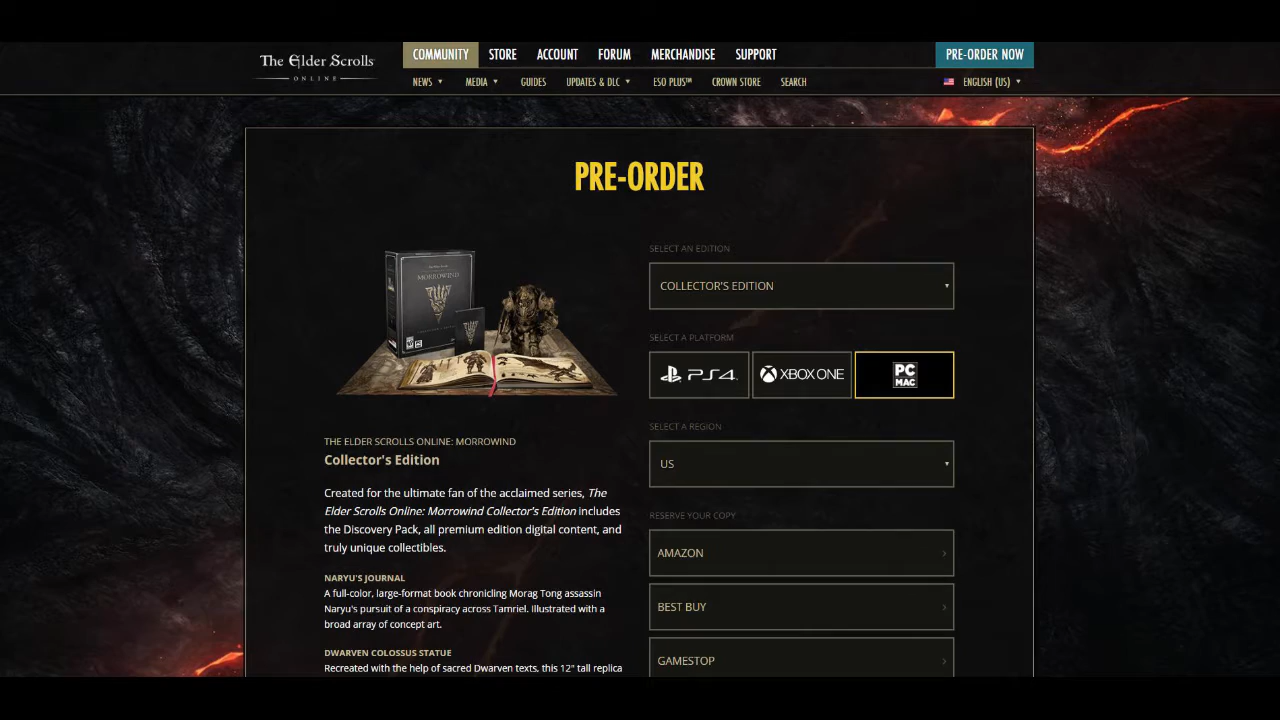 The Elder Scrolls
ONLINE
COMMUNITY STORE ACCOUNT FORUM MERCHANDISE SUPPORT PRE-ORDER NOW
NEWS MEDIA GUIDES UPDATES & DLC ESO PLUS™ CROWN STORE SEARCH ENGLISH (US)
PRE-ORDER
MORROWIND
SELECT AN EDITION
COLLECTOR'S EDITION
SELECT A PLATFORM
PS4 XBOX ONE PC MAC
SELECT A REGION
US
RESERVE YOUR COPY
AMAZON
BEST BUY
GAMESTOP
THE ELDER SCROLLS ONLINE: MORROWIND
Collector's Edition
Created for the ultimate fan of the acclaimed series, The
Elder Scrolls Online: Morrowind Collector's Edition includes
the Discovery Pack, all premium edition digital content, and
truly unique collectibles.
NARYU'S JOURNAL
A full-color, large-format book chronicling Morag Tong assassin
Naryu's pursuit of a conspiracy across Tamriel. Illustrated with a
broad array of concept art.
DWARVEN COLOSSUS STATUE
Recreated with the help of sacred Dwarven texts, this 12" tall replica